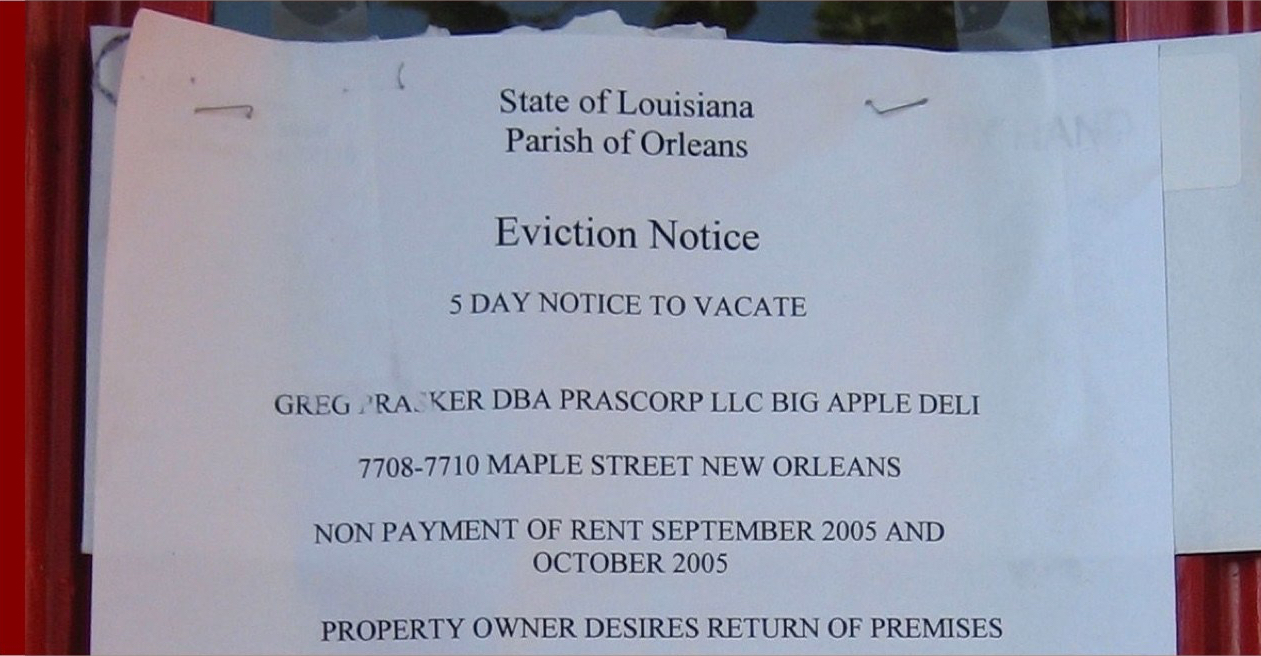 State of Louisiana
Parish of Orleans
Eviction Notice
5 DAY NOTICE TO VACATE
GREG PRASKER DBA PRASCORP LLC BIG APPLE DELI
7708-7710 MAPLE STREET NEW ORLEANS
NON PAYMENT OF RENT SEPTEMBER 2005 AND
OCTOBER 2005
PROPERTY OWNER DESIRES RETURN OF PREMISES